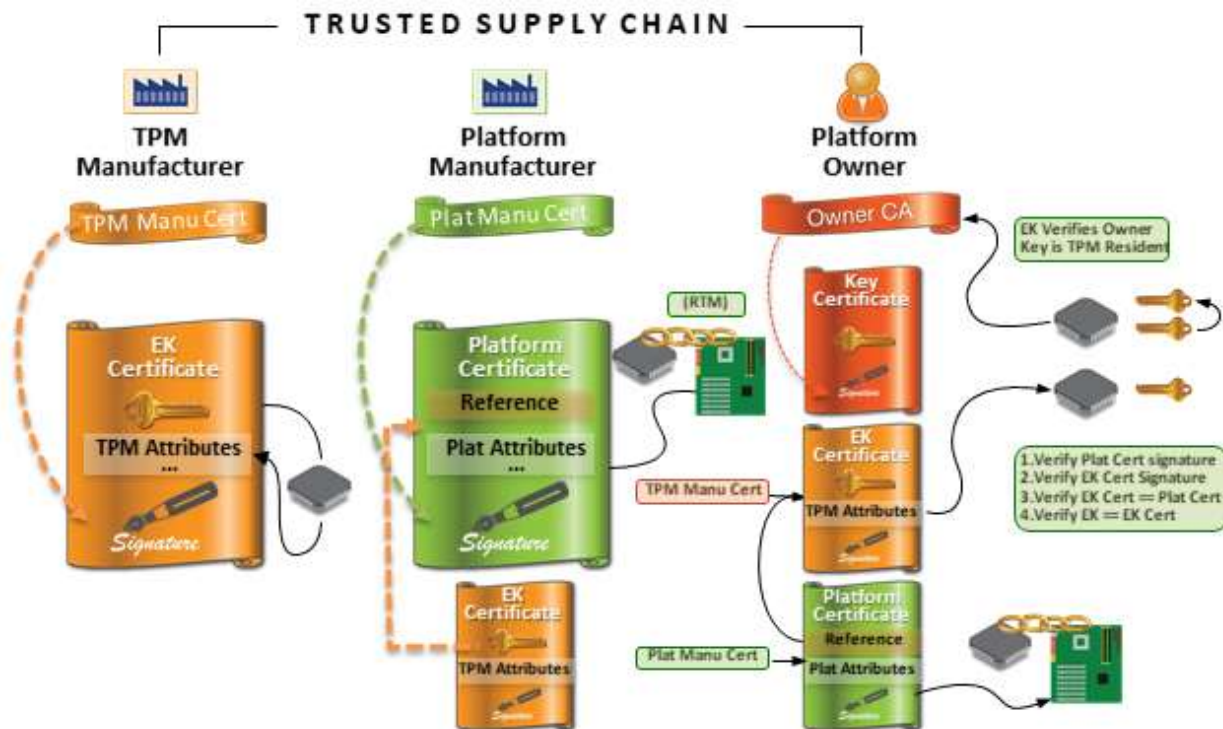 TRUSTED SUPPLY CHAIN
TPM
Manufacturer
Platform
Manufacturer
Platform
Owner
TPM Manu Cert
Plat Manu Cert
Owner CA
EK Verifies Owner
Key is TPM Resident
Key
Certificate
Signature
(RTM)
EK
Certificate
TPM Attributes
...
Signature
Platform
Certificate
Reference
Plat Attributes
...
Signature
EK
Certificate
TPM Attributes
Signature
TPM Manu Cert
EK
Certificate
TPM Attributes
Signature
1.Verify Plat Cert signature
2.Verify EK Cert Signature
3.Verify EK Cert == Plat Cert
4.Verify EK == EK Cert
Plat Manu Cert
Platform
Certificate
Reference
Plat Attributes
Signature